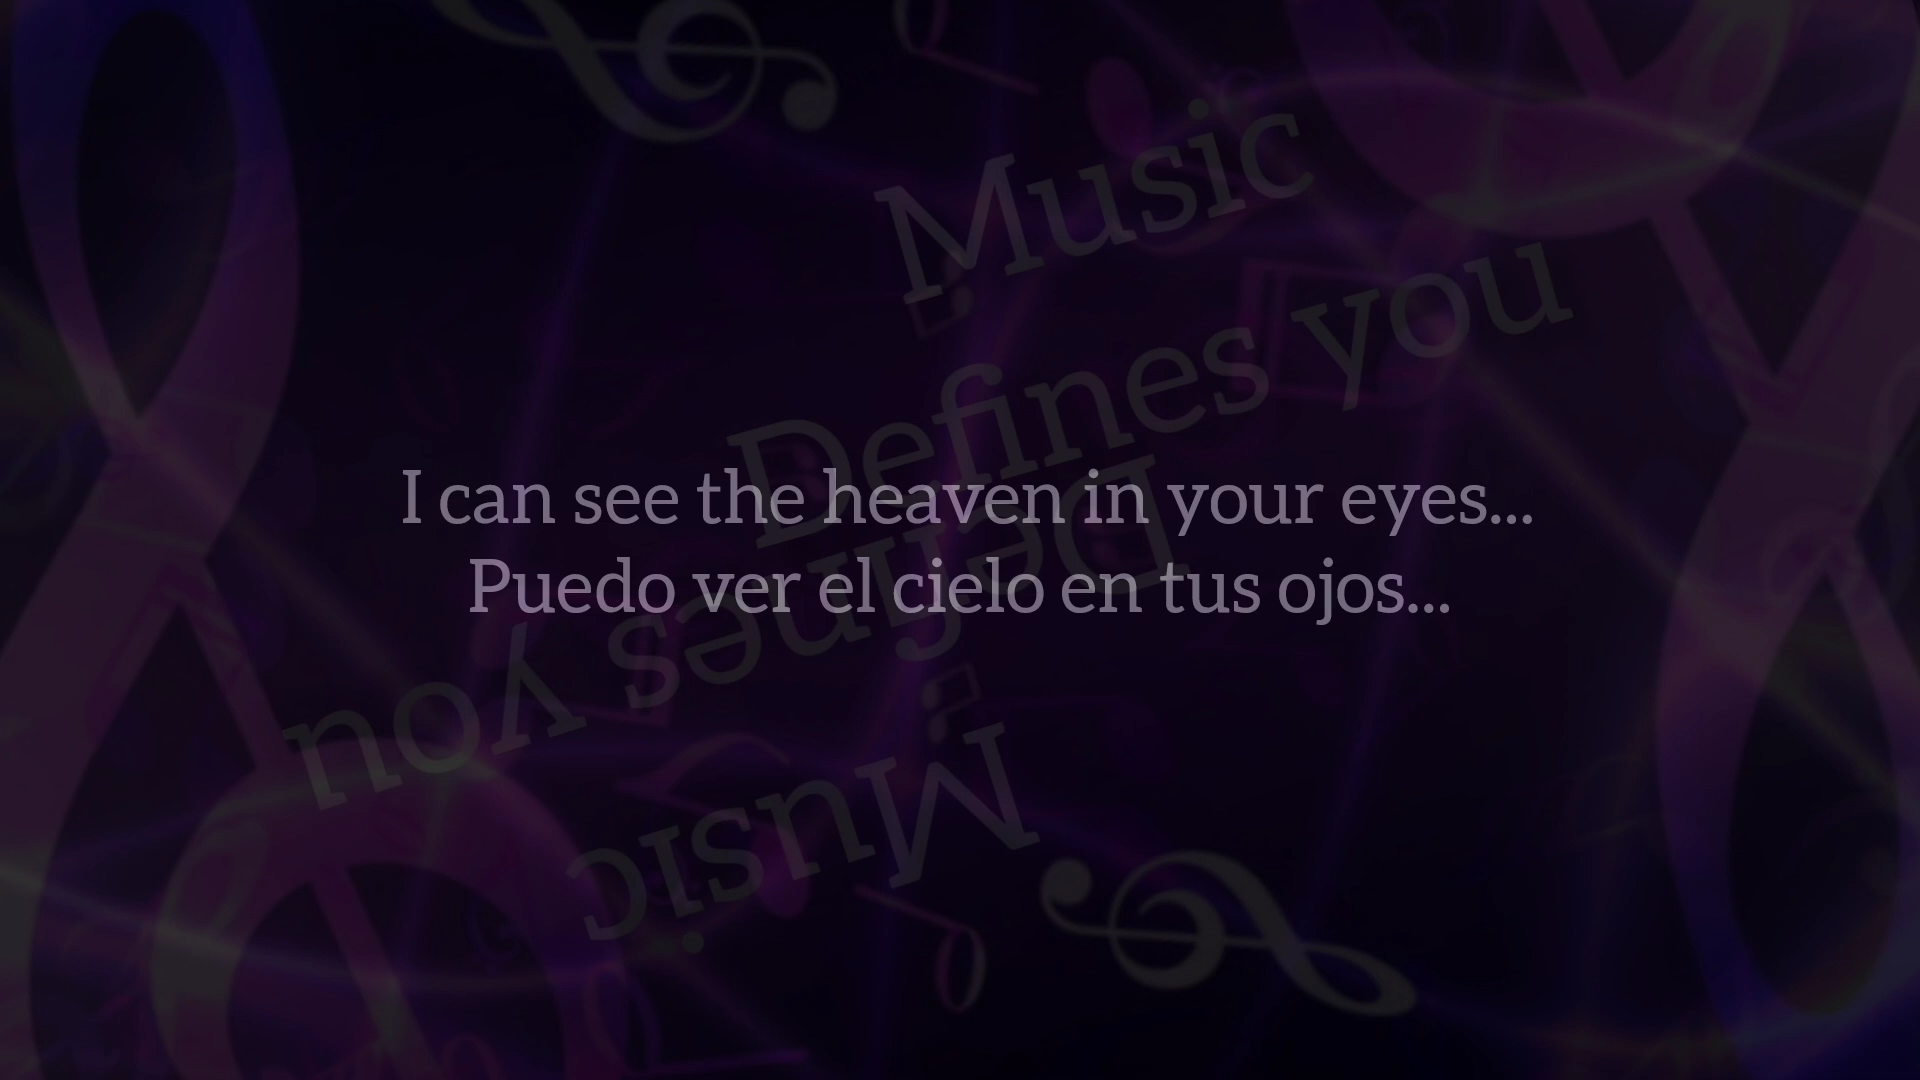 Music
Defines you
I can see the heaven in your eyes...
Puedo ver el cielo en tus ojos...
Defines you
Music